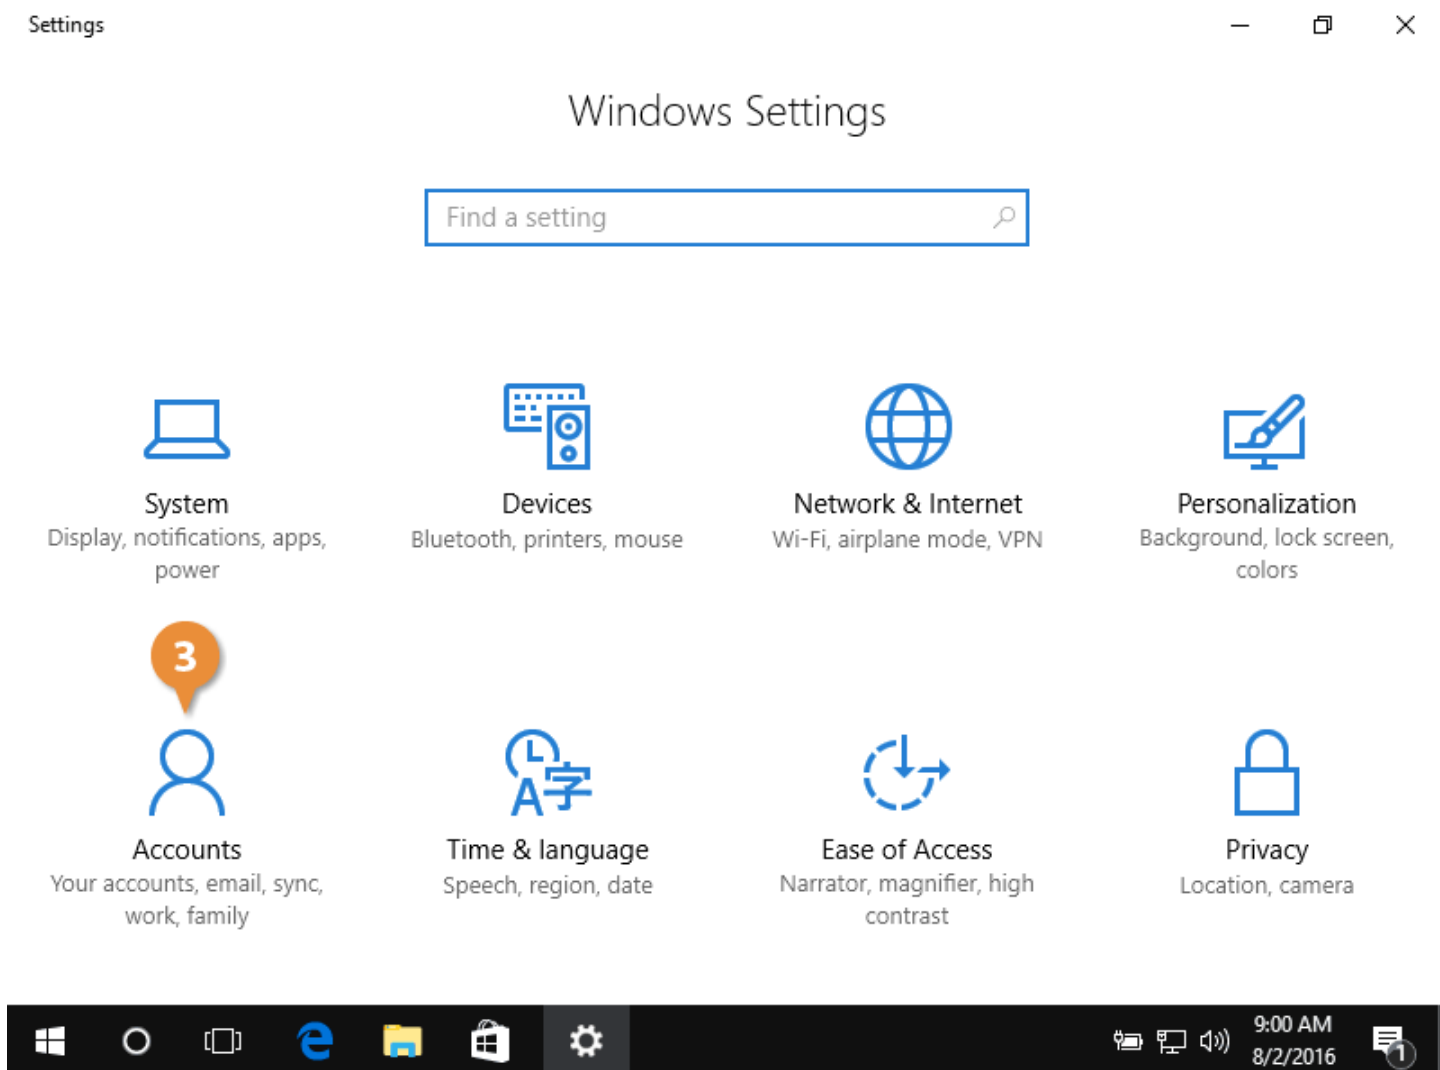 Settings
Windows Settings
Find a setting
System
Display, notifications, apps,
power
Devices
Bluetooth, printers, mouse
Network & Internet
Wi-Fi, airplane mode, VPN
Personalization
Background, lock screen,
colors
3
Accounts
Your accounts, email, sync,
work, family
Time & language
Speech, region, date
Ease of Access
Narrator, magnifier, high
contrast
Privacy
Location, camera
A字
9:00 AM
8/2/2016
1